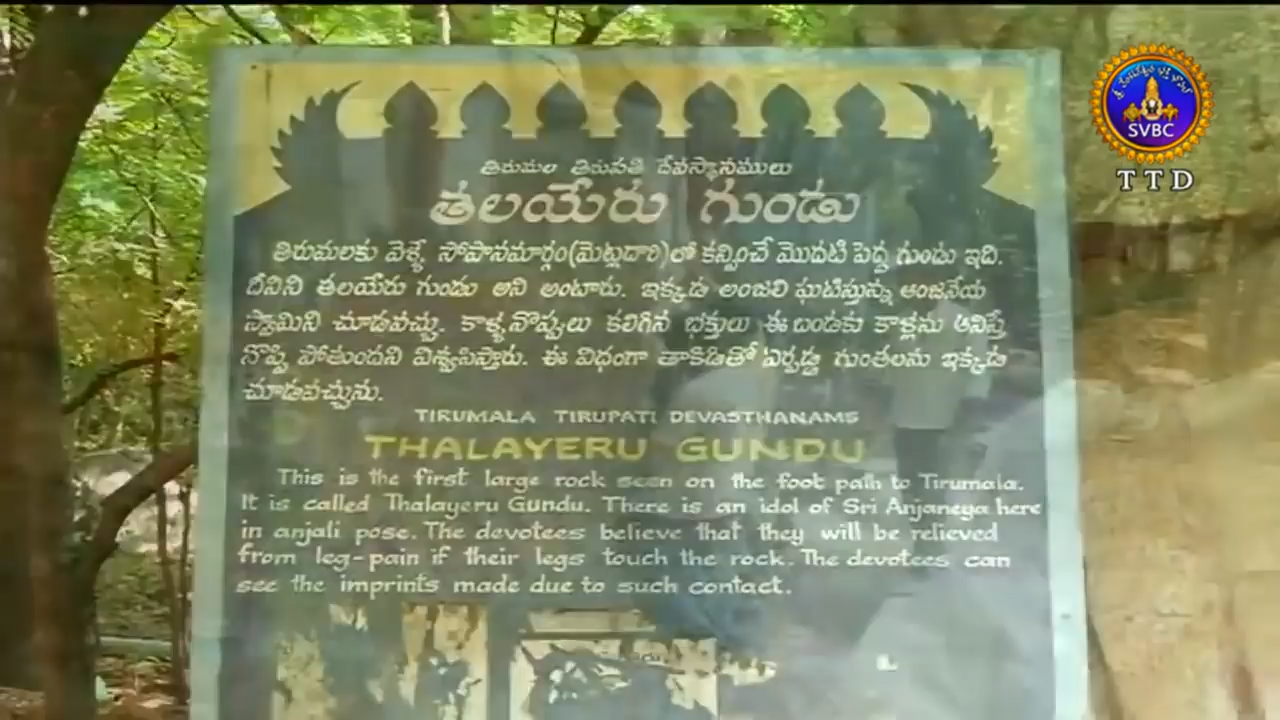 తిరుమల తిరుపతి దేవస్థానములు
తలయేరు గుండు
తిరుమలకు వెళ్ళే సోపానమార్గం(మెట్లదారి)లో కన్పించే మొదటి పెద్ద గుండు ఇది.
దీనిని తలయేరు గుండు అని అంటారు. ఇక్కడ అంజలి ఘటిస్తున్న ఆంజనేయ
స్వామిని చూడవచ్చు. కాళ్ళనొప్పులు కలిగిన భక్తులు ఈ బండకు కాళ్లను ఆనిస్తే
నొప్పి పోతుందని విశ్వసిస్తారు. ఈ విధంగా తాకిడితో ఏర్పడ్డ గుంతలను ఇక్కడ
చూడవచ్చును.
TIRUMALA TIRUPATI DEVASTHANAMS
THALAYERU GUNDU
This is the first large rock seen on the foot path to Tirumala.
It is called Thalayeru Gundu. There is an idol of Sri Anjaneya here
in anjali pose. The devotees believe that they will be relieved
from leg-pain if their legs touch the rock. The devotees can
see the imprints made due to such contact.
SVBC
TTD